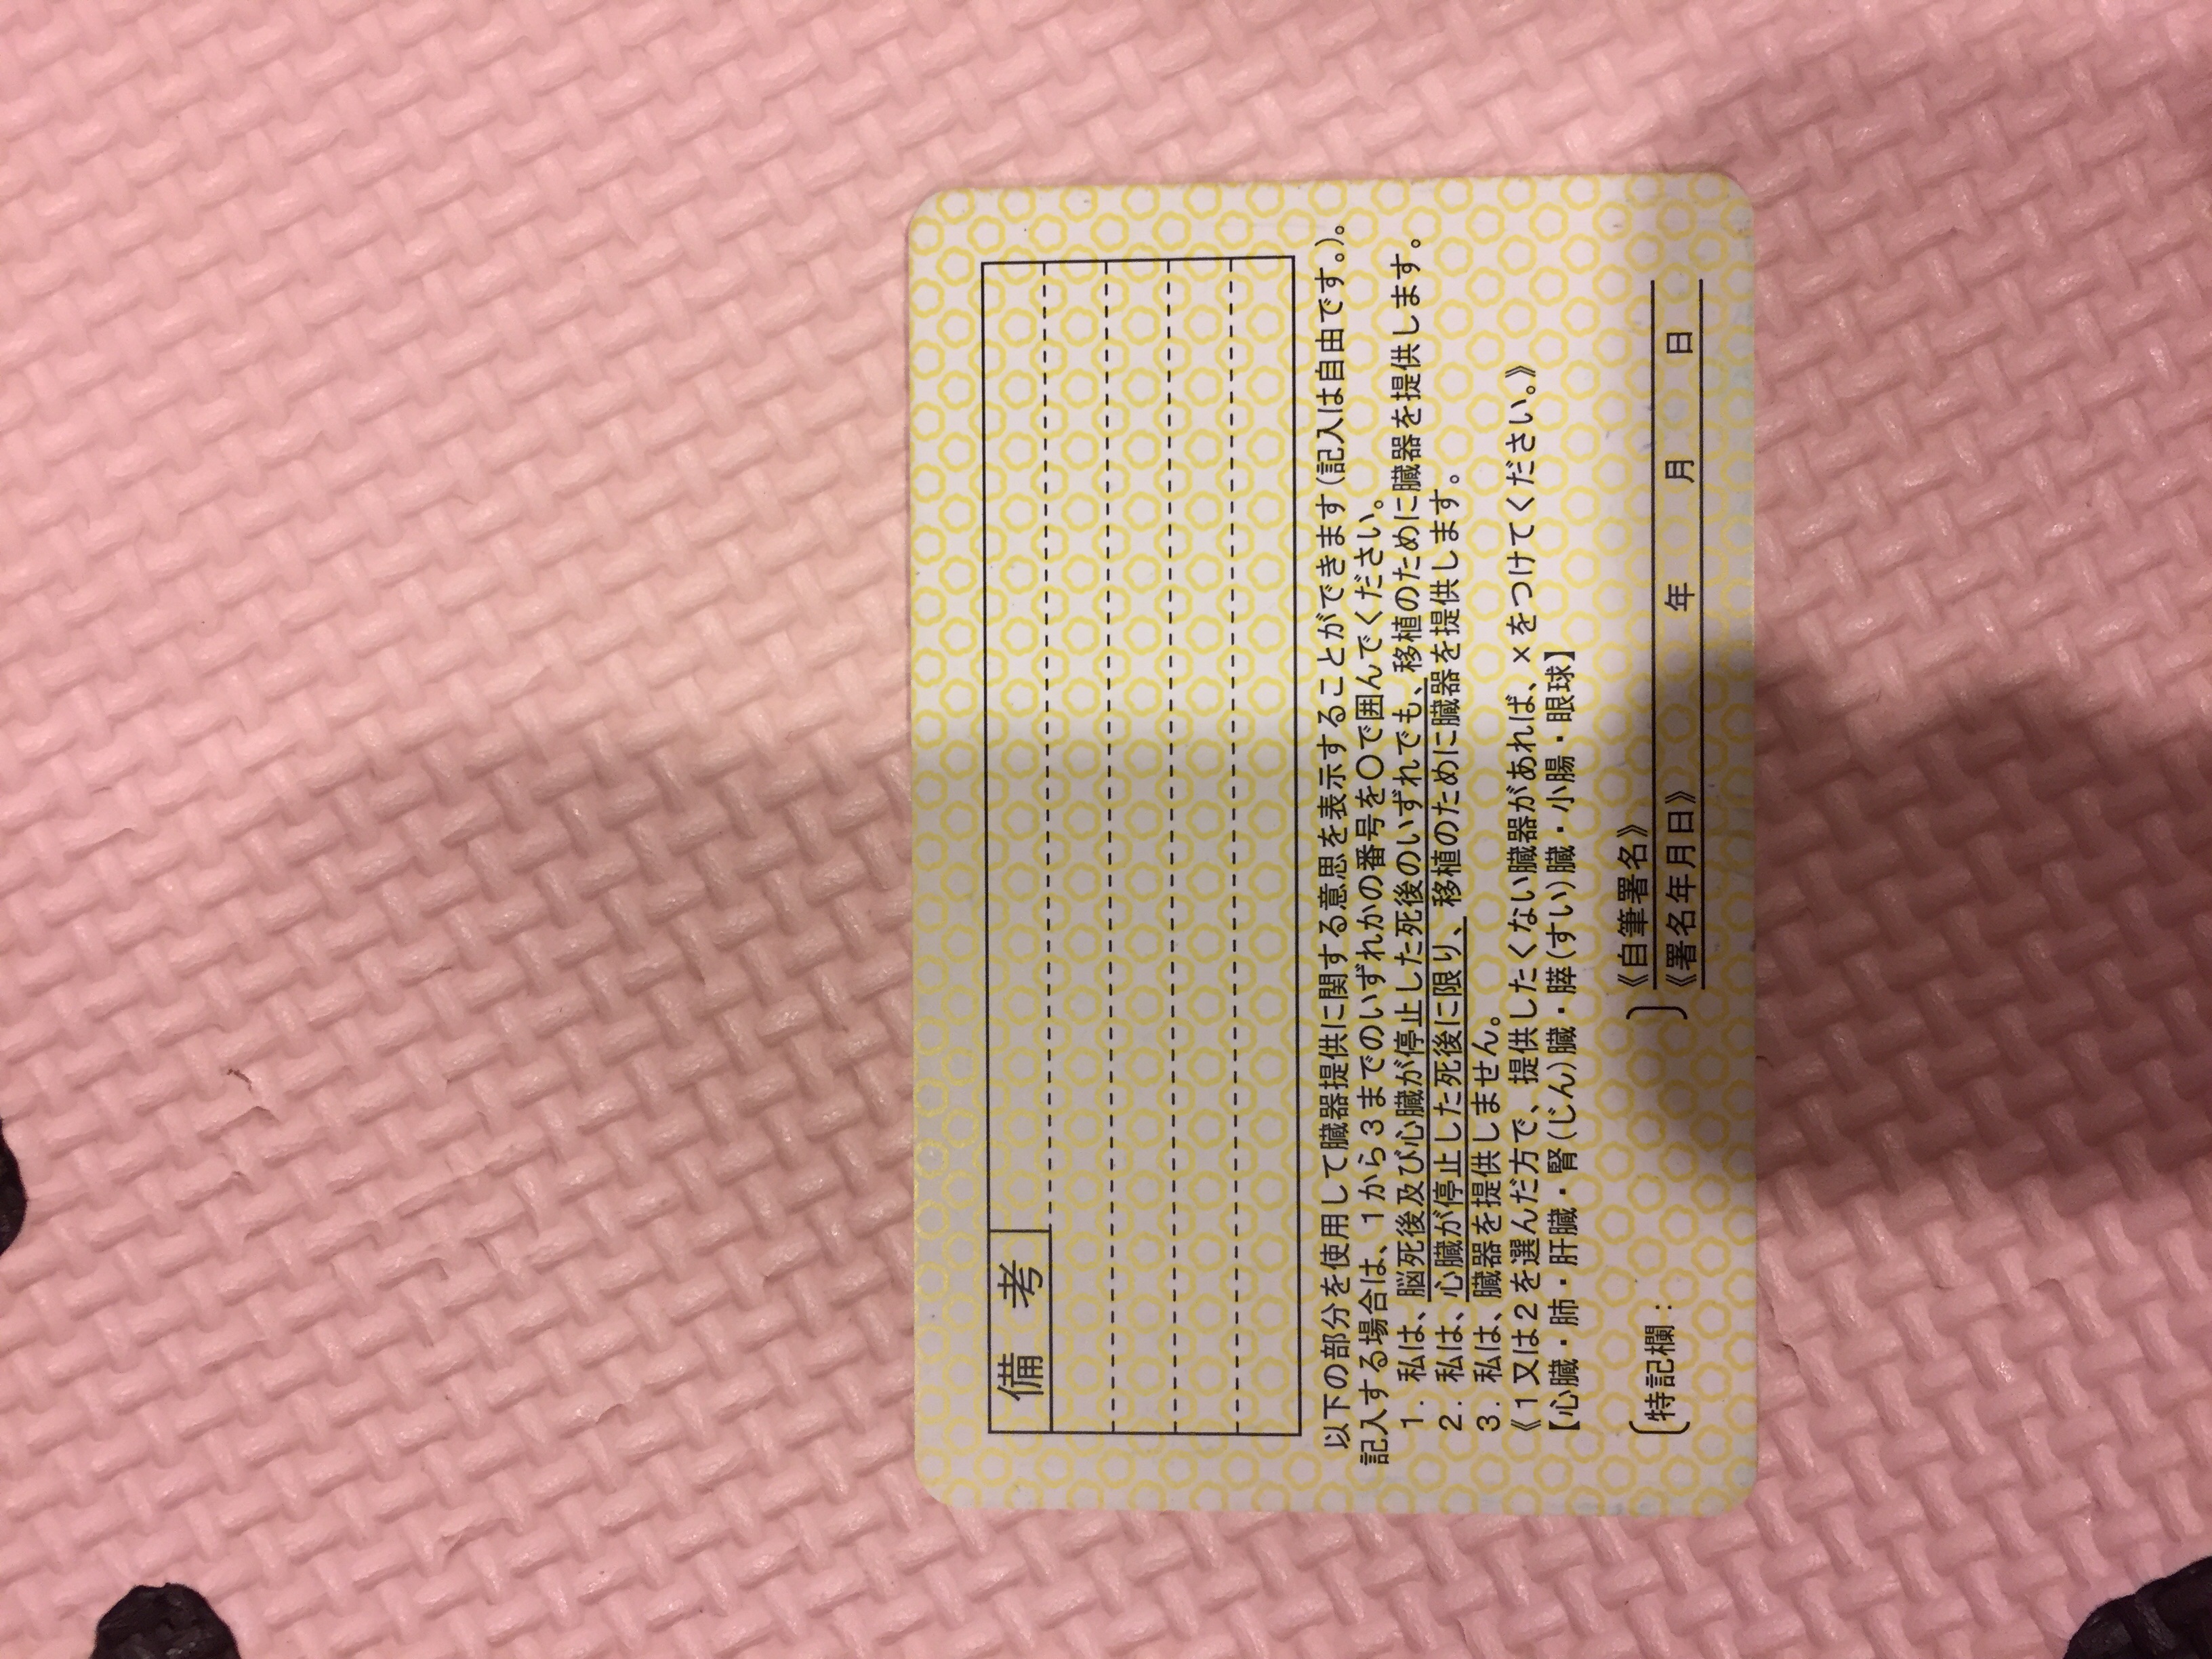 備考
以下の部分を使用して臓器提供に関する意思を表示することができます(記入は自由です。)。
記入する場合は、1から3までのいずれかの番号を〇で囲んでください。
1. 私は、脳死後及び心臓が停止した死後のいずれでも、移植のために臓器を提供します。
2. 私は、心臓が停止した死後に限り、移植のために臓器を提供します。
3. 私は、臓器を提供しません。
《1又は2を選んだ方で、提供したくない臓器があれば、×をつけてください。》
【心臓・肺・肝臓・腎(じん)臓・膵(すい)臓・小腸・眼球】
〔特記欄: 〕
《自筆署名》
《署名年月日》 年 月 日